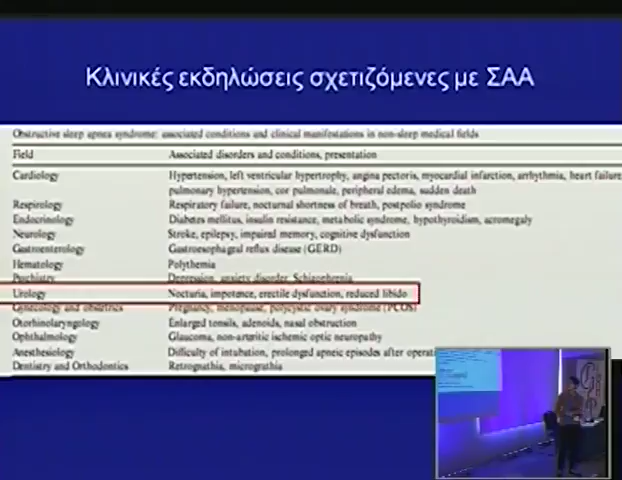 Κλινικές εκδηλώσεις σχετιζόμενες με ΣΑΑ
Obstructive sleep apnea syndrome: associated conditions and clinical manifestations in non-sleep medical fields
Field Associated disorders and conditions, presentation
Cardiology Hypertension, left ventricular hypertrophy, angina pectoris, myocardial infarction, arrhythmia, heart failure
pulmonary hypertension, cor pulmonale, peripheral edema, sudden death
Respirology Respiratory failure, nocturnal shortness of breath, postpolio syndrome
Endocrinology Diabetes mellitus, insulin resistance, metabolic syndrome, hypothyroidism, acromegaly
Neurology Stroke, epilepsy, impaired memory, cognitive dysfunction
Gastroenterology Gastroesophageal reflux disease (GERD)
Hematology Polythemia
Psychiatry Depression, anxiety disorder, Schizophrenia
Urology Nocturia, impotence, erectile dysfunction, reduced libido
Gynecology and obstetrics Pregnancy, menopause, polycystic ovary syndrome (PCOS)
Otorhinolaryngology Enlarged tonsils, adenoids, nasal obstruction
Ophthalmology Glaucoma, non-arteritic ischemic optic neuropathy
Anesthesiology Difficulty of intubation, prolonged apneic episodes after operat
Dentistry and Orthodontics Retrognathia, micrograthia